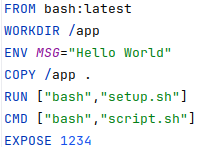 FROM bash:latest
WORKDIR /app
ENV MSG="Hello World"
COPY /app .
RUN ["bash","setup.sh"]
CMD ["bash","script.sh"]
EXPOSE 1234